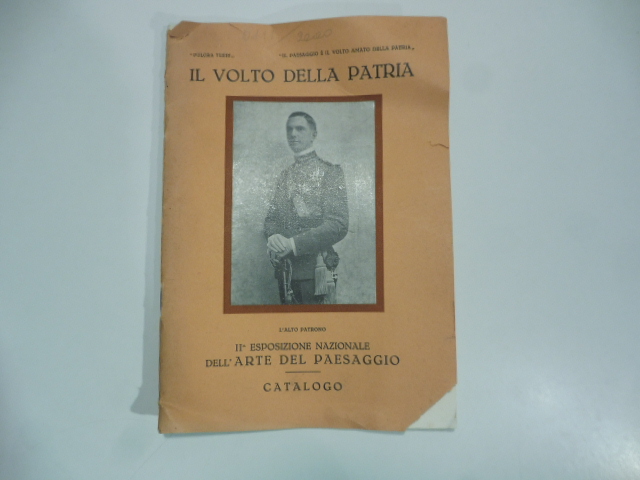 "IL PAESAGGIO È IL VOLTO AMATO DELLA PATRIA„
IL VOLTO DELLA PATRIA
L'ALTO PATRONO
IIª ESPOSIZIONE NAZIONALE
DELL'ARTE DEL PAESAGGIO
CATALOGO